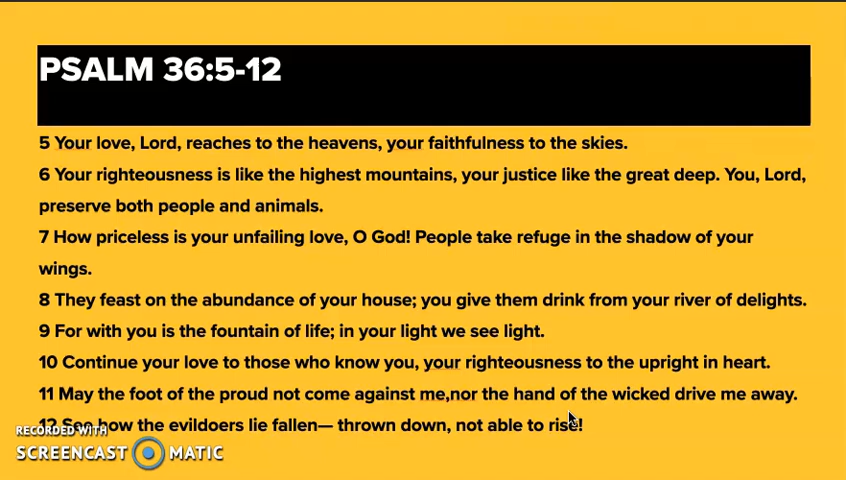 PSALM 36:5-12
5 Your love, Lord, reaches to the heavens, your faithfulness to the skies.
6 Your righteousness is like the highest mountains, your justice like the great deep. You, Lord,
preserve both people and animals.
7 How priceless is your unfailing love, O God! People take refuge in the shadow of your
wings.
8 They feast on the abundance of your house; you give them drink from your river of delights.
9 For with you is the fountain of life; in your light we see light.
10 Continue your love to those who know you, your righteousness to the upright in heart.
11 May the foot of the proud not come against me,nor the hand of the wicked drive me away.
12 See how the evildoers lie fallen— thrown down, not able to rise!
RECORDED WITH
SCREENCAST MATIC